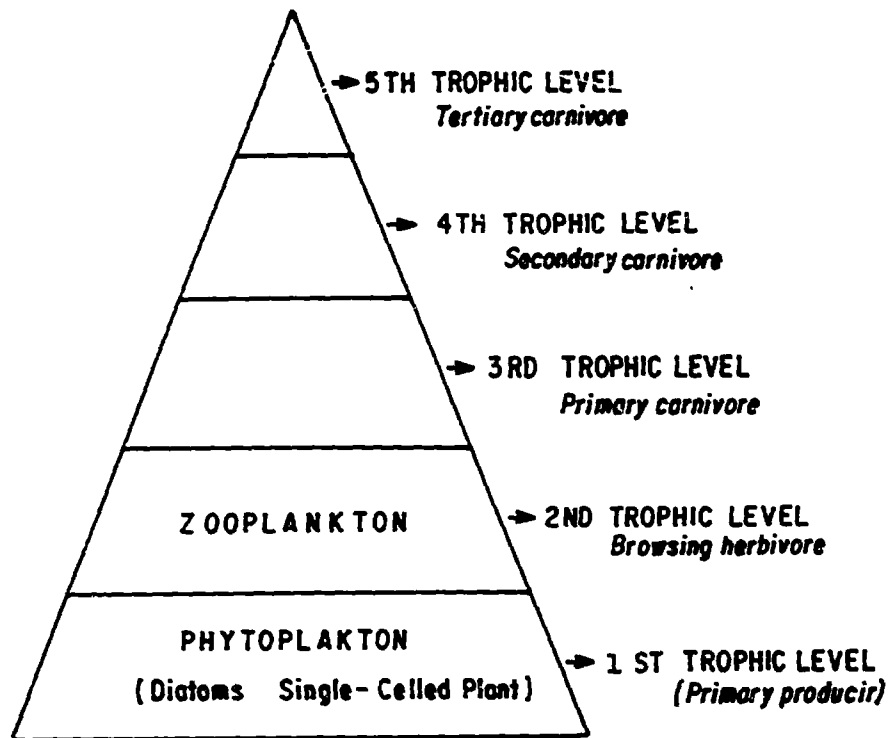 5TH TROPHIC LEVEL
Tertiary carnivore
4TH TROPHIC LEVEL
Secondary carnivore
3RD TROPHIC LEVEL
Primary carnivore
ZOOPLANKTON
2ND TROPHIC LEVEL
Browsing herbivore
PHYTOPLAKTON
(Diatoms Single-Celled Plant)
1 ST TROPHIC LEVEL
(Primary producir)